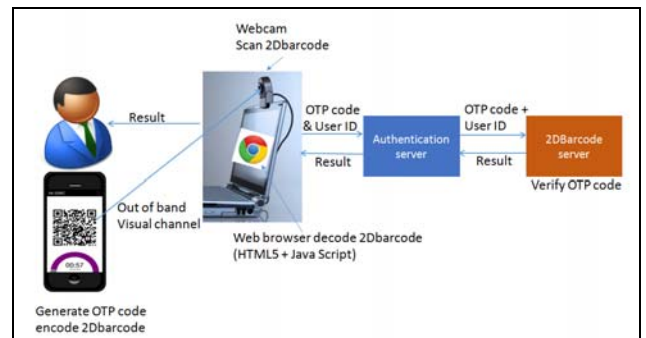 Webcam
Scan 2Dbarcode
Result
OTP code
& User ID
Result
Authentication
server
OTP code +
User ID
Result
2DBarcode
server
Verify OTP code
Out of band
Visual channel
00:57
Web browser decode 2Dbarcode
(HTML5 + Java Script)
Generate OTP code
encode 2Dbarcode